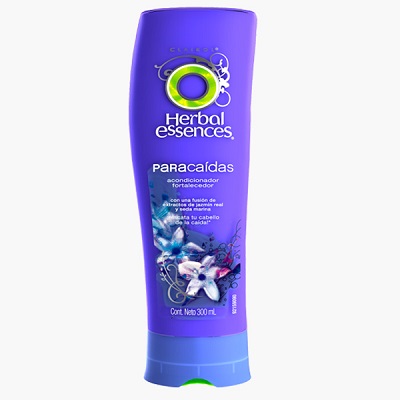 CLAIROL
Herbal
essences®
PARAcaídas
acondicionador
fortalecedor
con una fusión de
extractos de jazmín real
y seda marina
¡rescata tu cabello
de la caída!*
Cont. Neto 300 mL